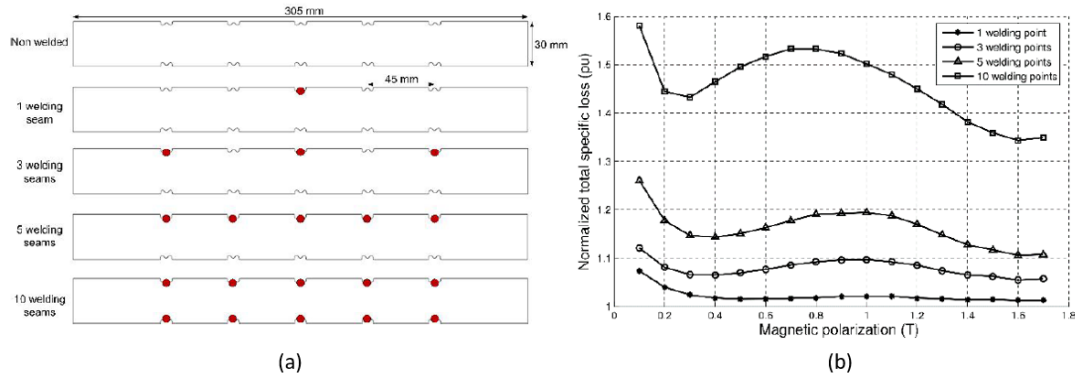 305 mm
Non welded
30 mm
45 mm
1
welding
seam
3
welding
seams
5
welding
seams
10
welding
seams
(a)
Normalized total specific loss (pu)
1.6
1.5
1.4
1.3
1.2
1.1
1
0
0.2
0.4
0.6
0.8
1
1.2
1.4
1.6
1.8
Magnetic polarization (T)
1 welding point
3 welding points
5 welding points
10 welding points
(b)